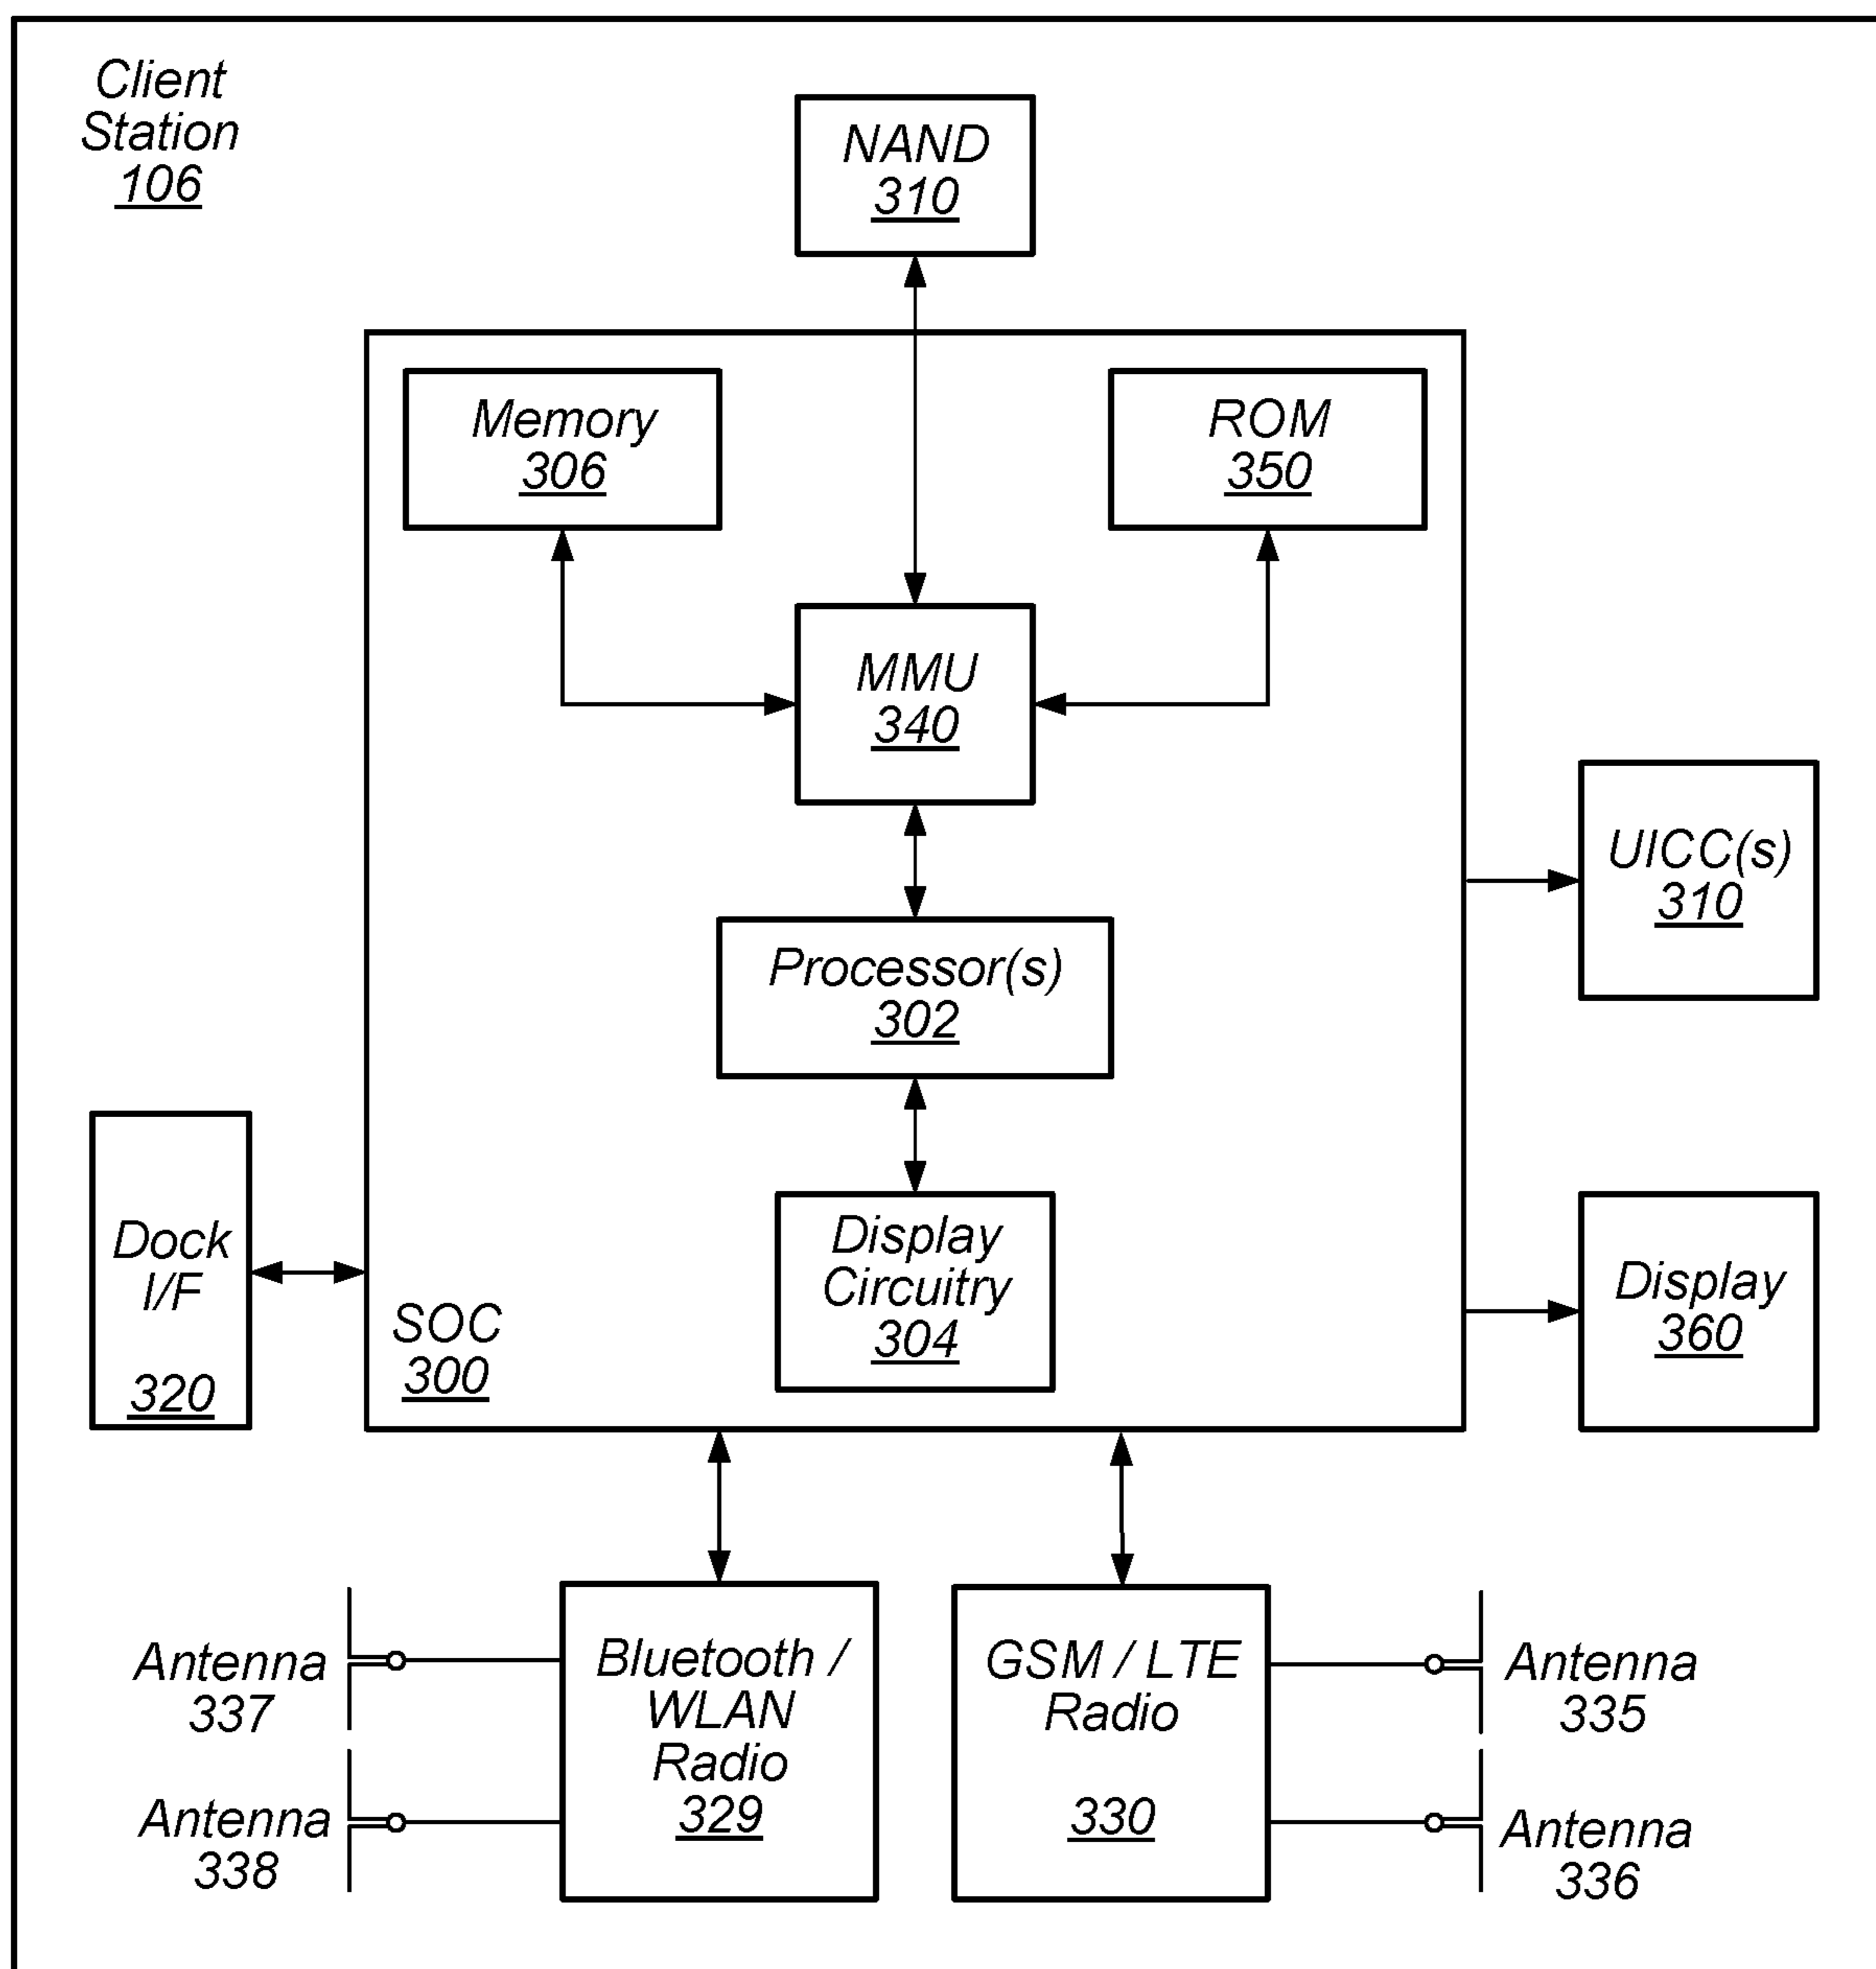 Client
Station
106
NAND
310
Memory
306
ROM
350
MMU
340
UICC(s)
310
Processor(s)
302
Dock
I/F
320
Display
Circuitry
304
SOC
300
Display
360
Antenna
337
Antenna
338
Bluetooth /
WLAN
Radio
329
GSM / LTE
Radio
330
Antenna
335
Antenna
336